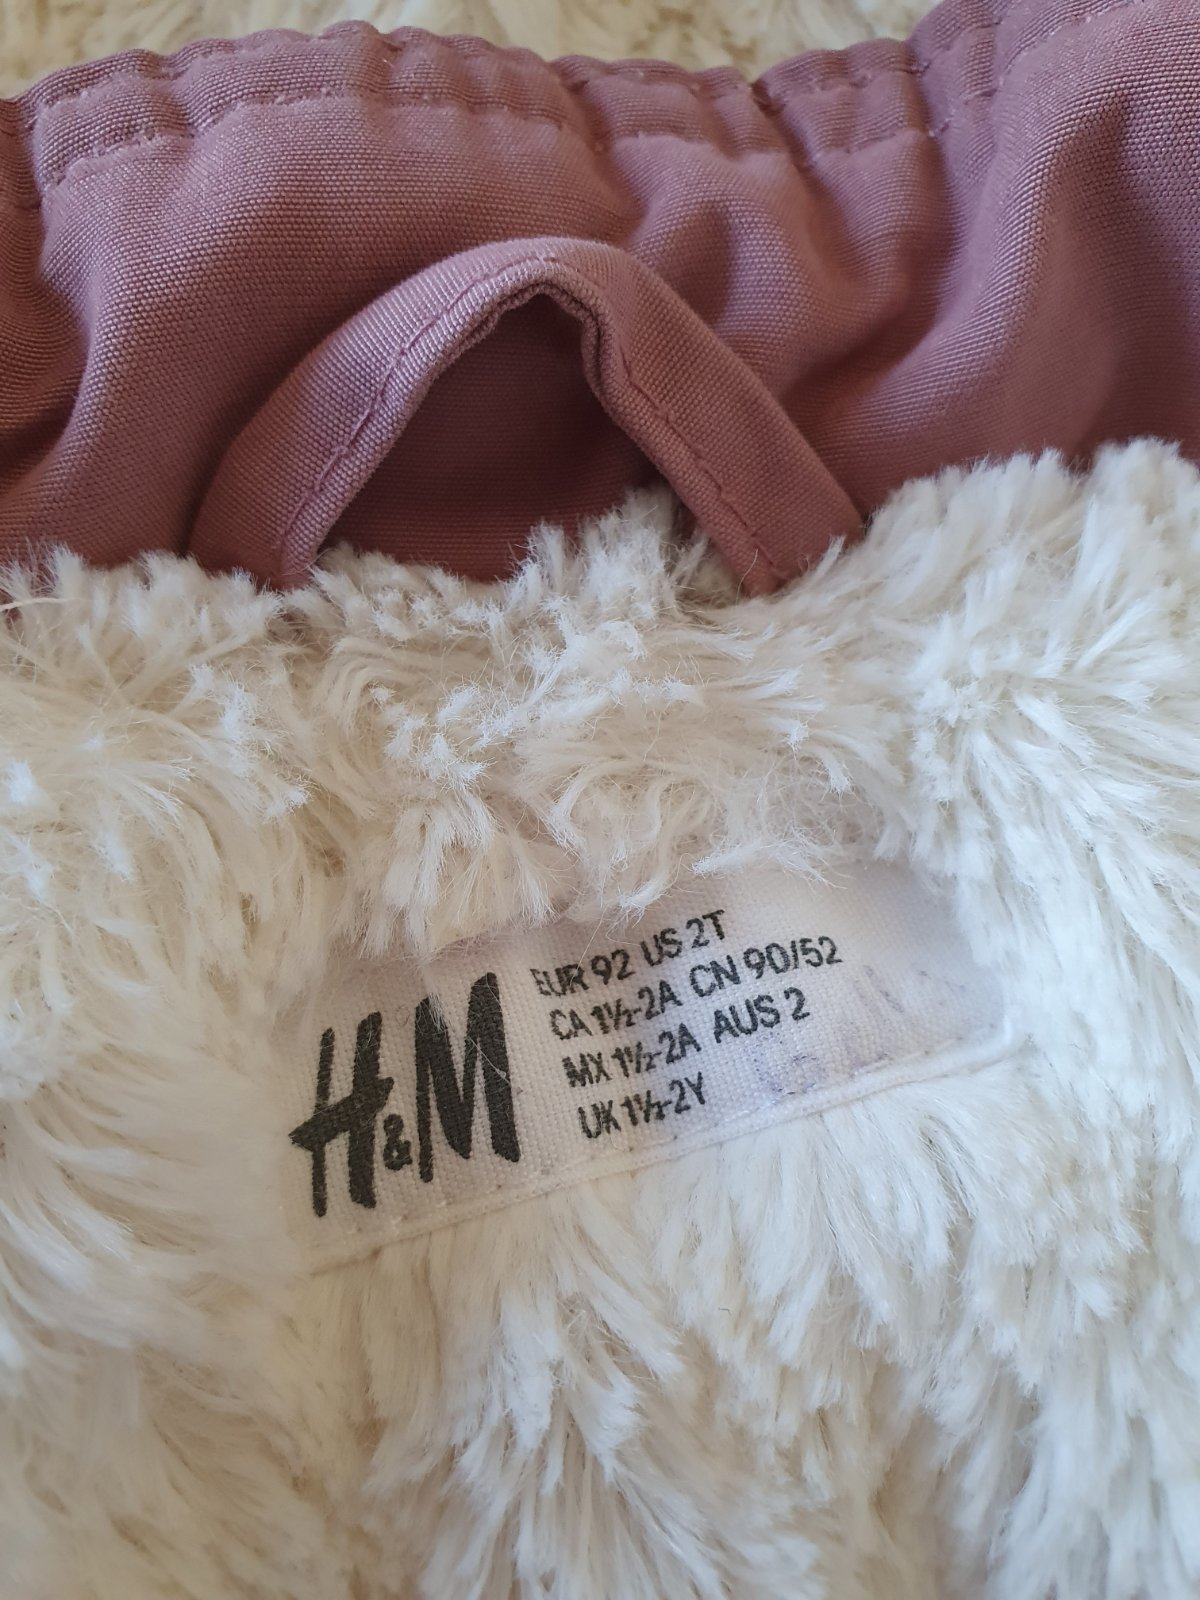 H&M
EUR 92 US 2T
CA 1½-2A CN 90/52
MX 1½-2A AUS 2
UK 1½-2Y